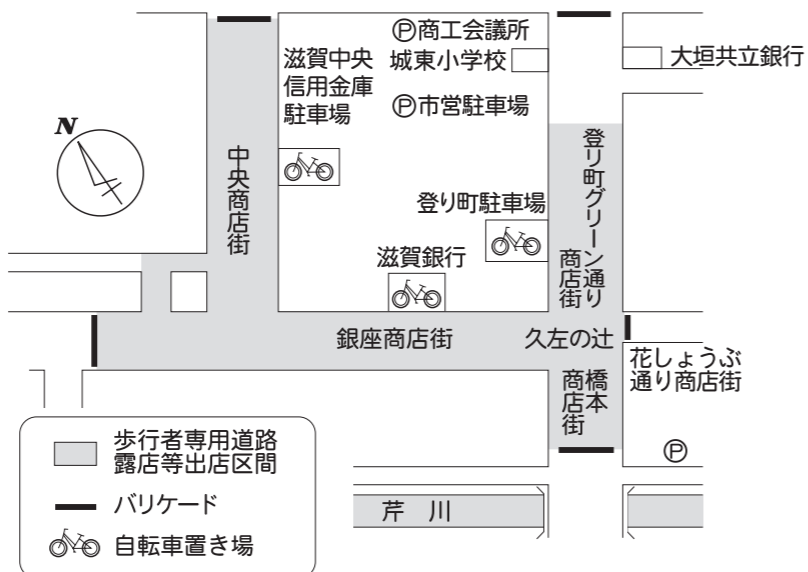 Ⓟ商工会議所
城東小学校
大垣共立銀行
滋賀中央
信用金庫
駐車場
Ⓟ市営駐車場
N
中央商店街
登り町グリーン通り
商店街
登り町駐車場
滋賀銀行
銀座商店街
久左の辻
花しょうぶ
通り商店街
橋本
商店街
Ⓟ
歩行者専用道路
露店等出店区間
バリケード
自転車置き場
芹川